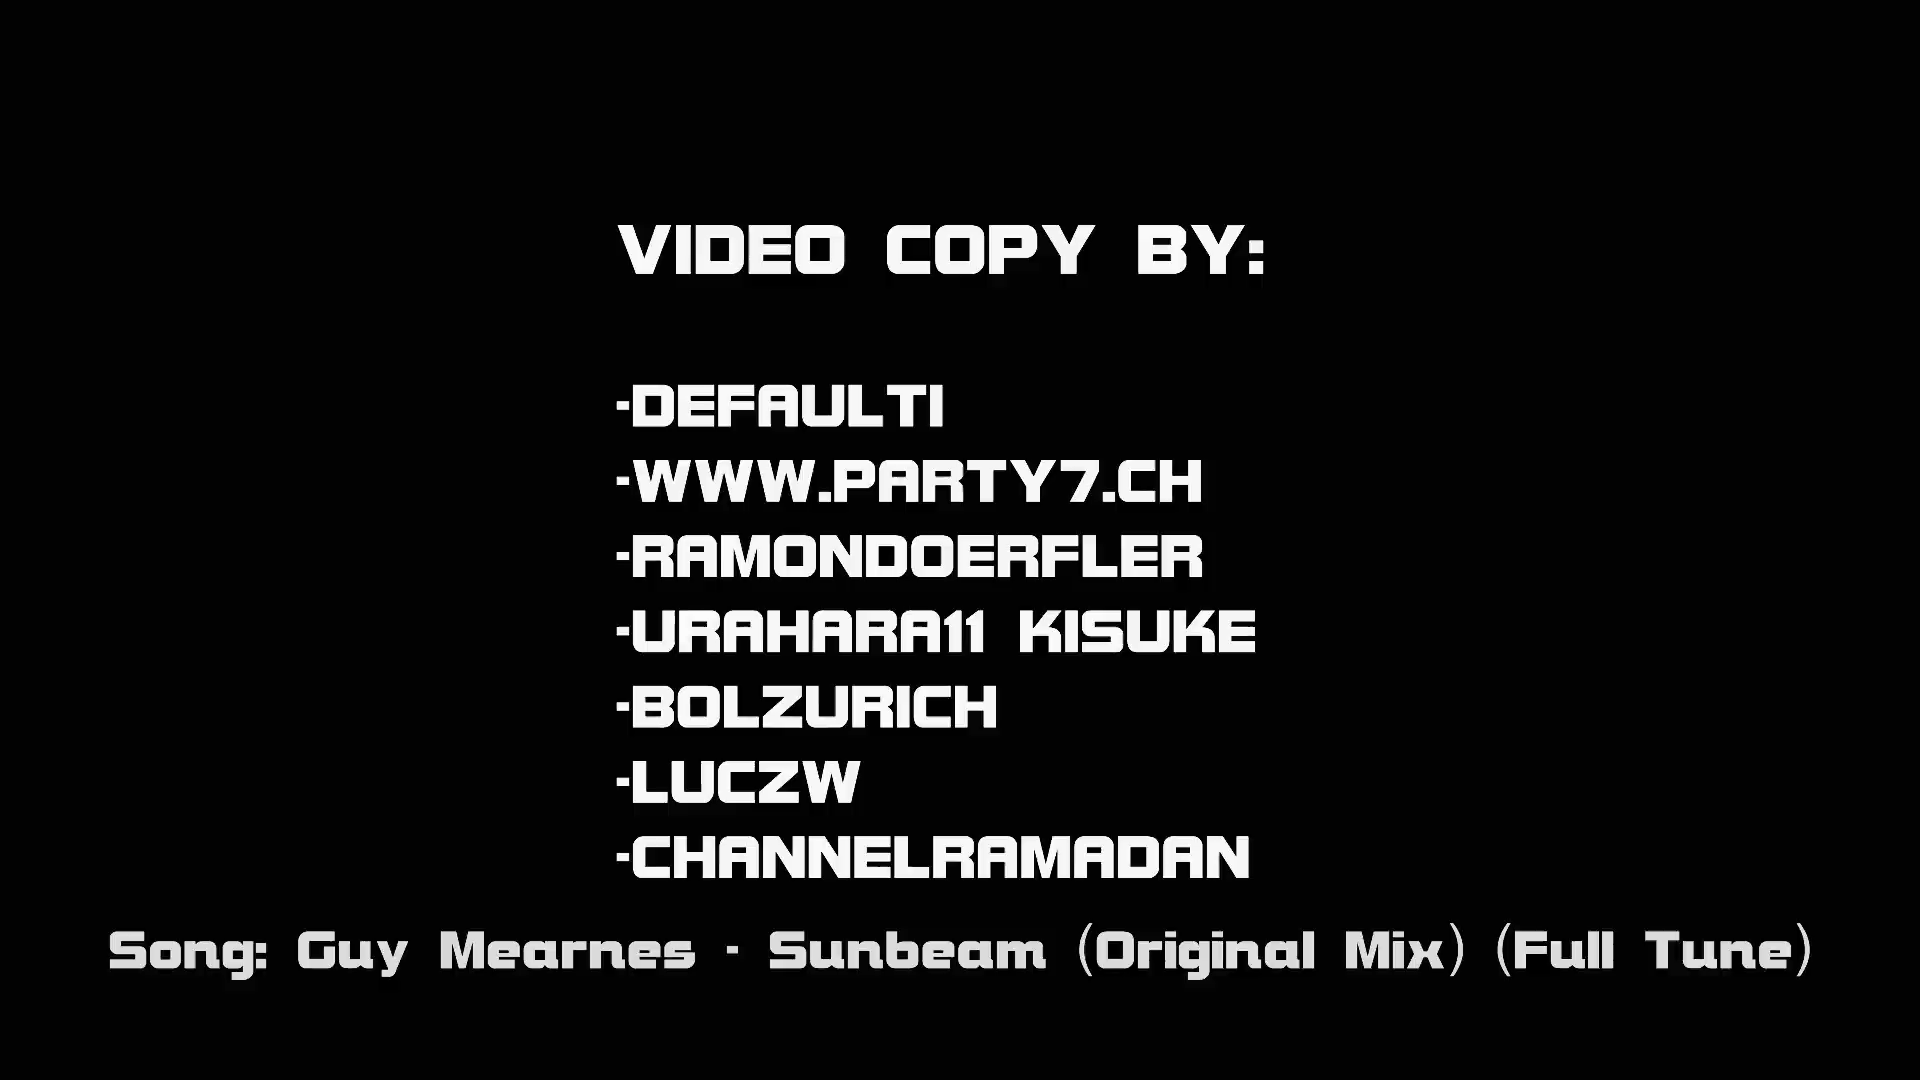 VIDEO COPY BY:
-DEFAULTI
-WWW.PARTY7.CH
-RAMONDOERFLER
-URAHARA11 KISUKE
-BOLZURICH
-LUCZW
-CHANNELRAMADAN
Song: Guy Mearnes - Sunbeam (Original Mix) (Full Tune)